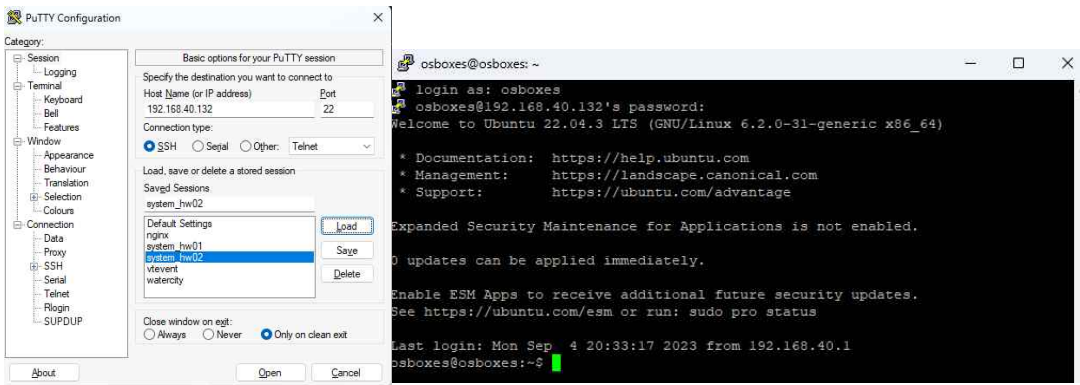 PuTTY Configuration
Category:
Session
Logging
Terminal
Keyboard
Bell
Features
Window
Appearance
Behaviour
Translation
Selection
Colours
Connection
Data
Proxy
SSH
Serial
Telnet
Rlogin
SUPDUP
Basic options for your PuTTY session
Specify the destination you want to connect to
Host Name (or IP address) Port
192.168.40.132 22
Connection type:
SSH Serial Other: Telnet
Load, save or delete a stored session
Saved Sessions
system_hw02
Default Settings
nginx
system_hw01
system_hw02
vtevent
watercity
Load
Save
Delete
Close window on exit:
Always Never Only on clean exit
About Open Cancel
osboxes@osboxes: ~
login as: osboxes
osboxes@192.168.40.132's password:
Welcome to Ubuntu 22.04.3 LTS (GNU/Linux 6.2.0-31-generic x86_64)
* Documentation: https://help.ubuntu.com
* Management: https://landscape.canonical.com
* Support: https://ubuntu.com/advantage
Expanded Security Maintenance for Applications is not enabled.
0 updates can be applied immediately.
Enable ESM Apps to receive additional future security updates.
See https://ubuntu.com/esm or run: sudo pro status
Last login: Mon Sep 4 20:33:17 2023 from 192.168.40.1
osboxes@osboxes:~$